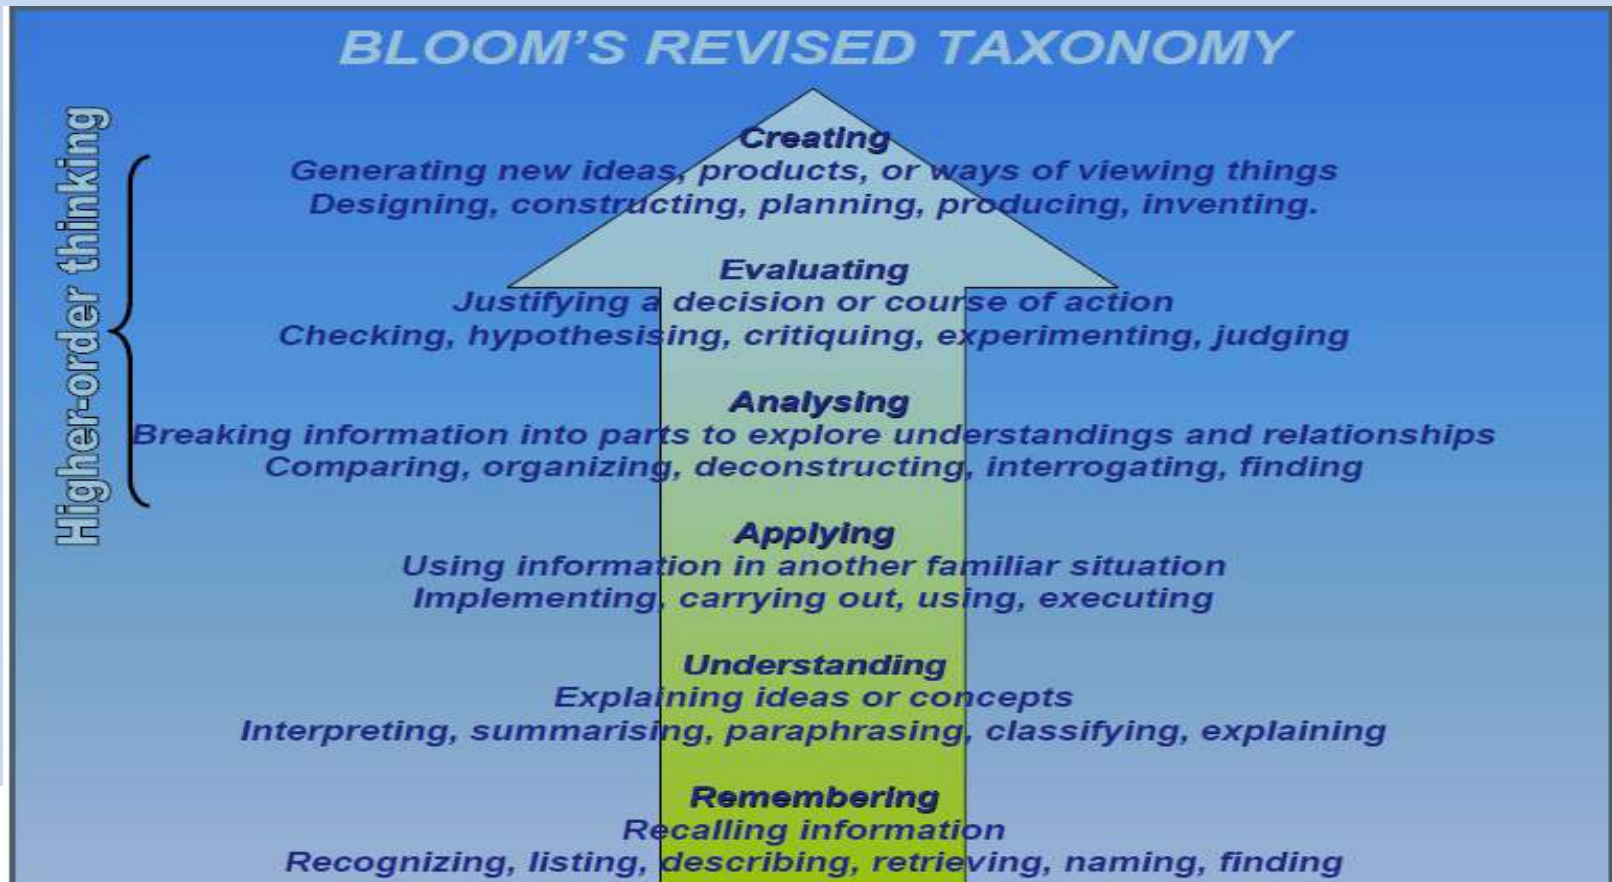 BLOOM'S REVISED TAXONOMY
Higher-order thinking
Creating
Generating new ideas, products, or ways of viewing things
Designing, constructing, planning, producing, inventing.
Evaluating
Justifying a decision or course of action
Checking, hypothesising, critiquing, experimenting, judging
Analysing
Breaking information into parts to explore understandings and relationships
Comparing, organizing, deconstructing, interrogating, finding
Applying
Using information in another familiar situation
Implementing, carrying out, using, executing
Understanding
Explaining ideas or concepts
Interpreting, summarising, paraphrasing, classifying, explaining
Remembering
Recalling information
Recognizing, listing, describing, retrieving, naming, finding